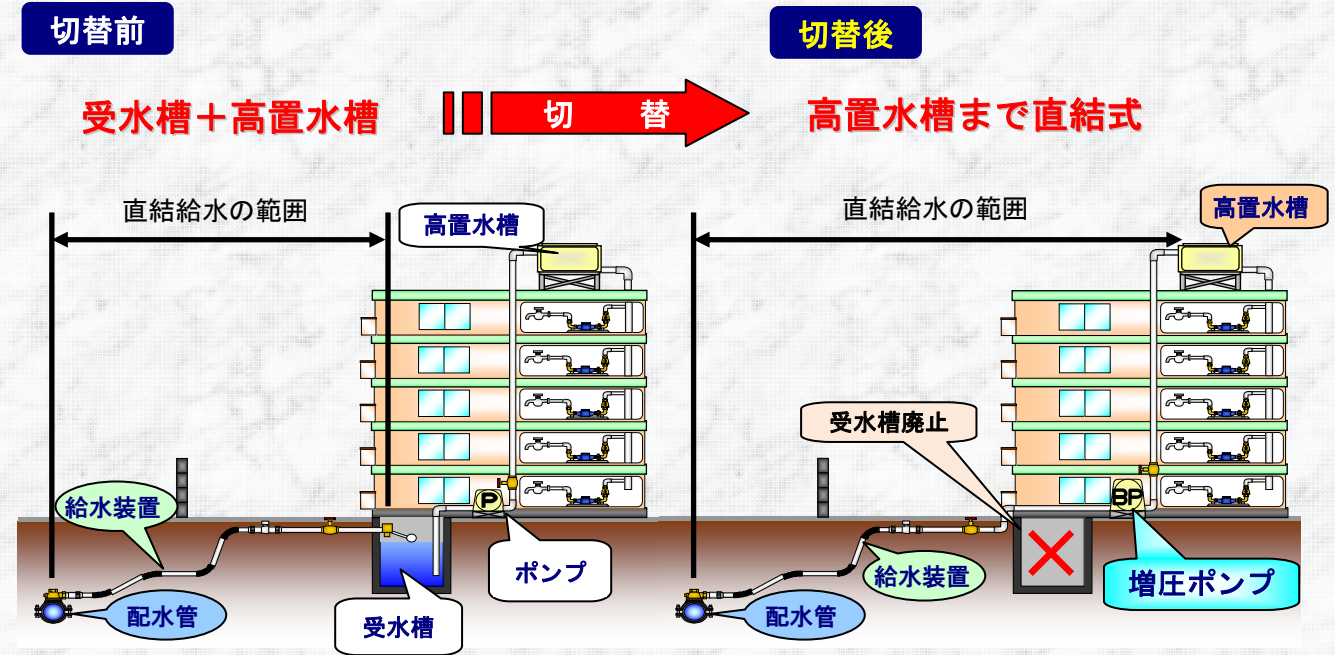 切替前
切替後
受水槽＋高置水槽
切　替
高置水槽まで直結式
直結給水の範囲
高置水槽
直結給水の範囲
高置水槽
受水槽廃止
給水装置
P
ポンプ
配水管
受水槽
BP
給水装置
増圧ポンプ
配水管